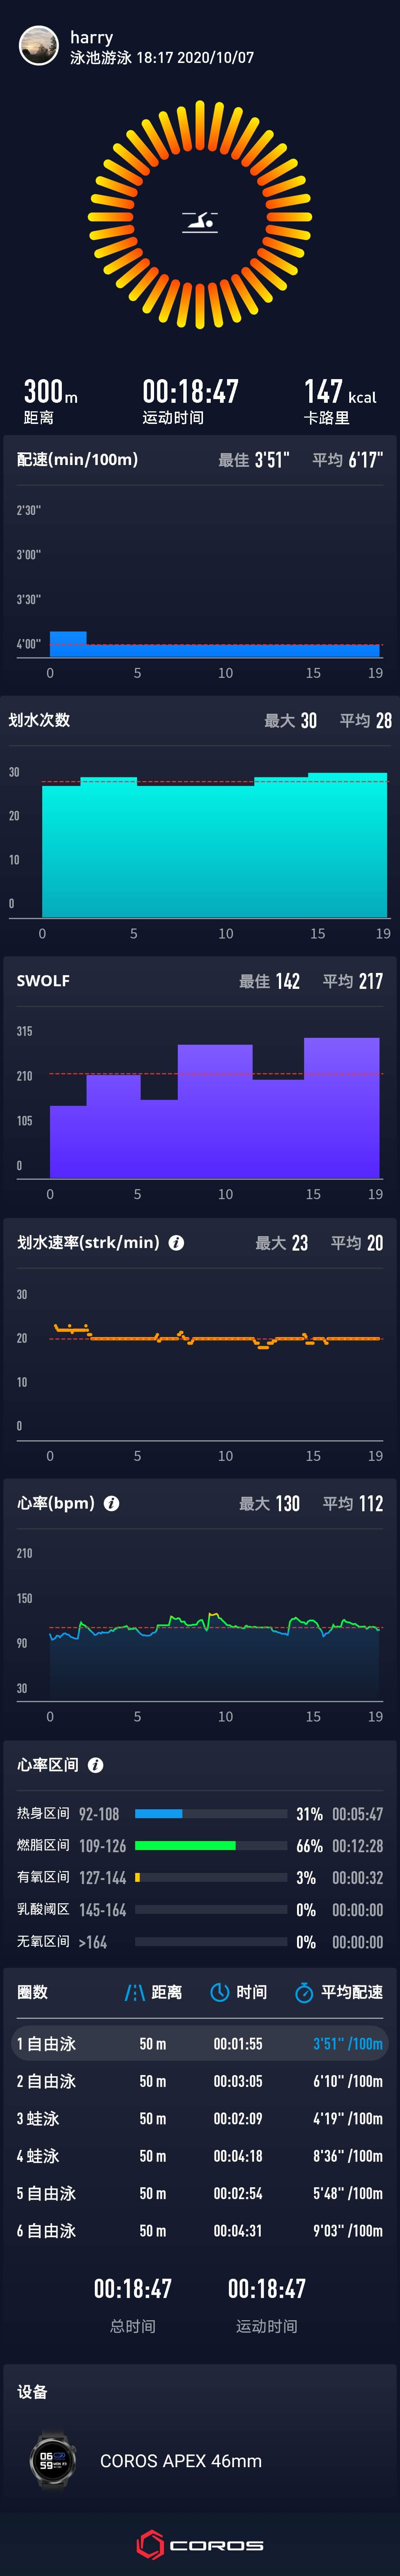 harry
泳池游泳 18:17 2020/10/07
300m 00:18:47 147 kcal
距离 运动时间 卡路里
配速(min/100m) 最佳 3'51" 平均 6'17"
2'30"
3'00"
3'30"
4'00"
0 5 10 15 19
划水次数 最大 30 平均 28
30
20
10
0
0 5 10 15 19
SWOLF 最佳 142 平均 217
315
210
105
0
0 5 10 15 19
划水速率(strk/min) i 最大 23 平均 20
30
20
10
0
0 5 10 15 19
心率(bpm) i 最大 130 平均 112
210
150
90
30
0 5 10 15 19
心率区间 i
热身区间 92-108 31% 00:05:47
燃脂区间 109-126 66% 00:12:28
有氧区间 127-144 3% 00:00:32
乳酸阈区 145-164 0% 00:00:00
无氧区间 >164 0% 00:00:00
圈数 距离 时间 平均配速
1 自由泳 50 m 00:01:55 3'51" /100m
2 自由泳 50 m 00:03:05 6'10" /100m
3 蛙泳 50 m 00:02:09 4'19" /100m
4 蛙泳 50 m 00:04:18 8'36" /100m
5 自由泳 50 m 00:02:54 5'48" /100m
6 自由泳 50 m 00:04:31 9'03" /100m
00:18:47 00:18:47
总时间 运动时间
设备
COROS APEX 46mm
COROS